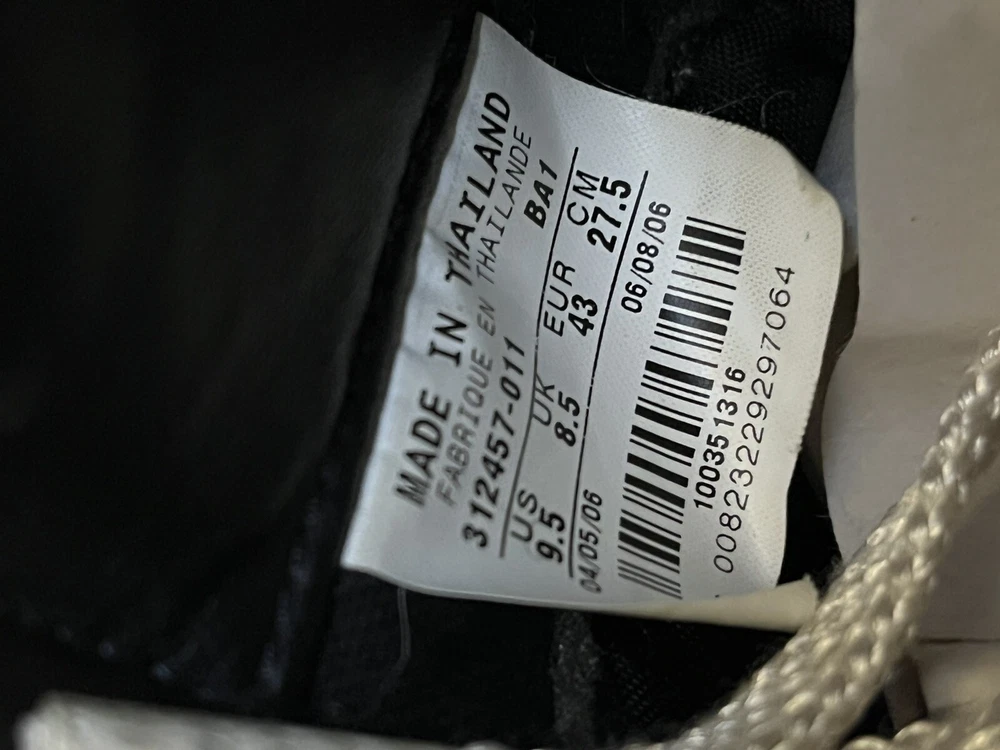 MADE IN THAILAND
FABRIQUE EN THAILANDE
312457-011 BA1
US UK EUR CM
9.5 8.5 43 27.5
04/05/06 06/08/06
100351316
00823229297064